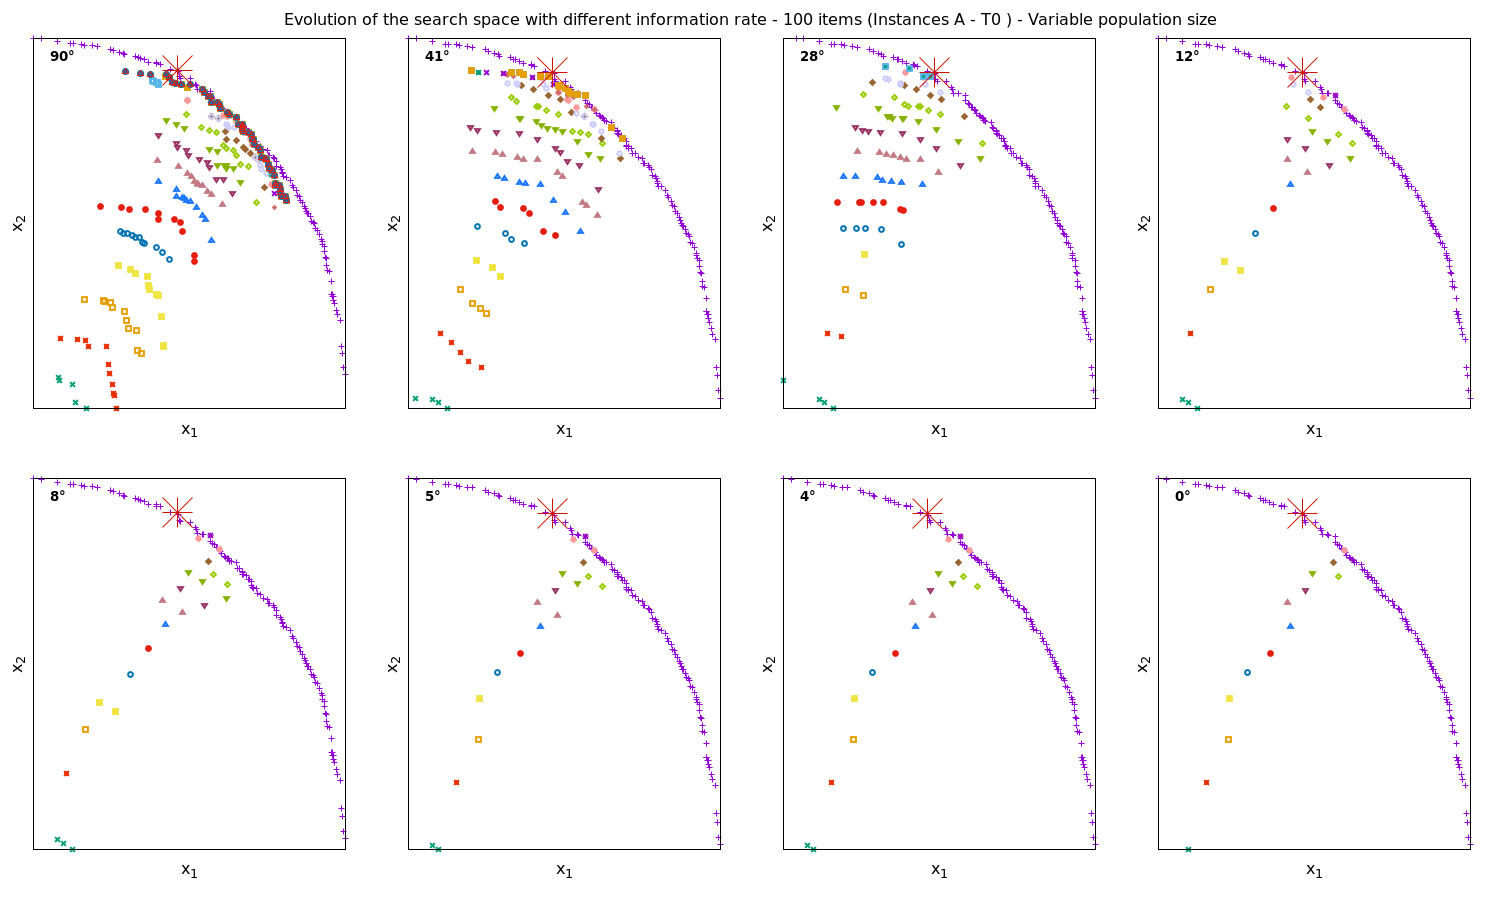 Evolution of the search space with different information rate - 100 items (Instances A - T0 ) - Variable population size
90°
41°
28°
12°
x2
x2
x2
x2
x1
x1
x1
x1
8°
5°
4°
0°
x2
x2
x2
x2
x1
x1
x1
x1